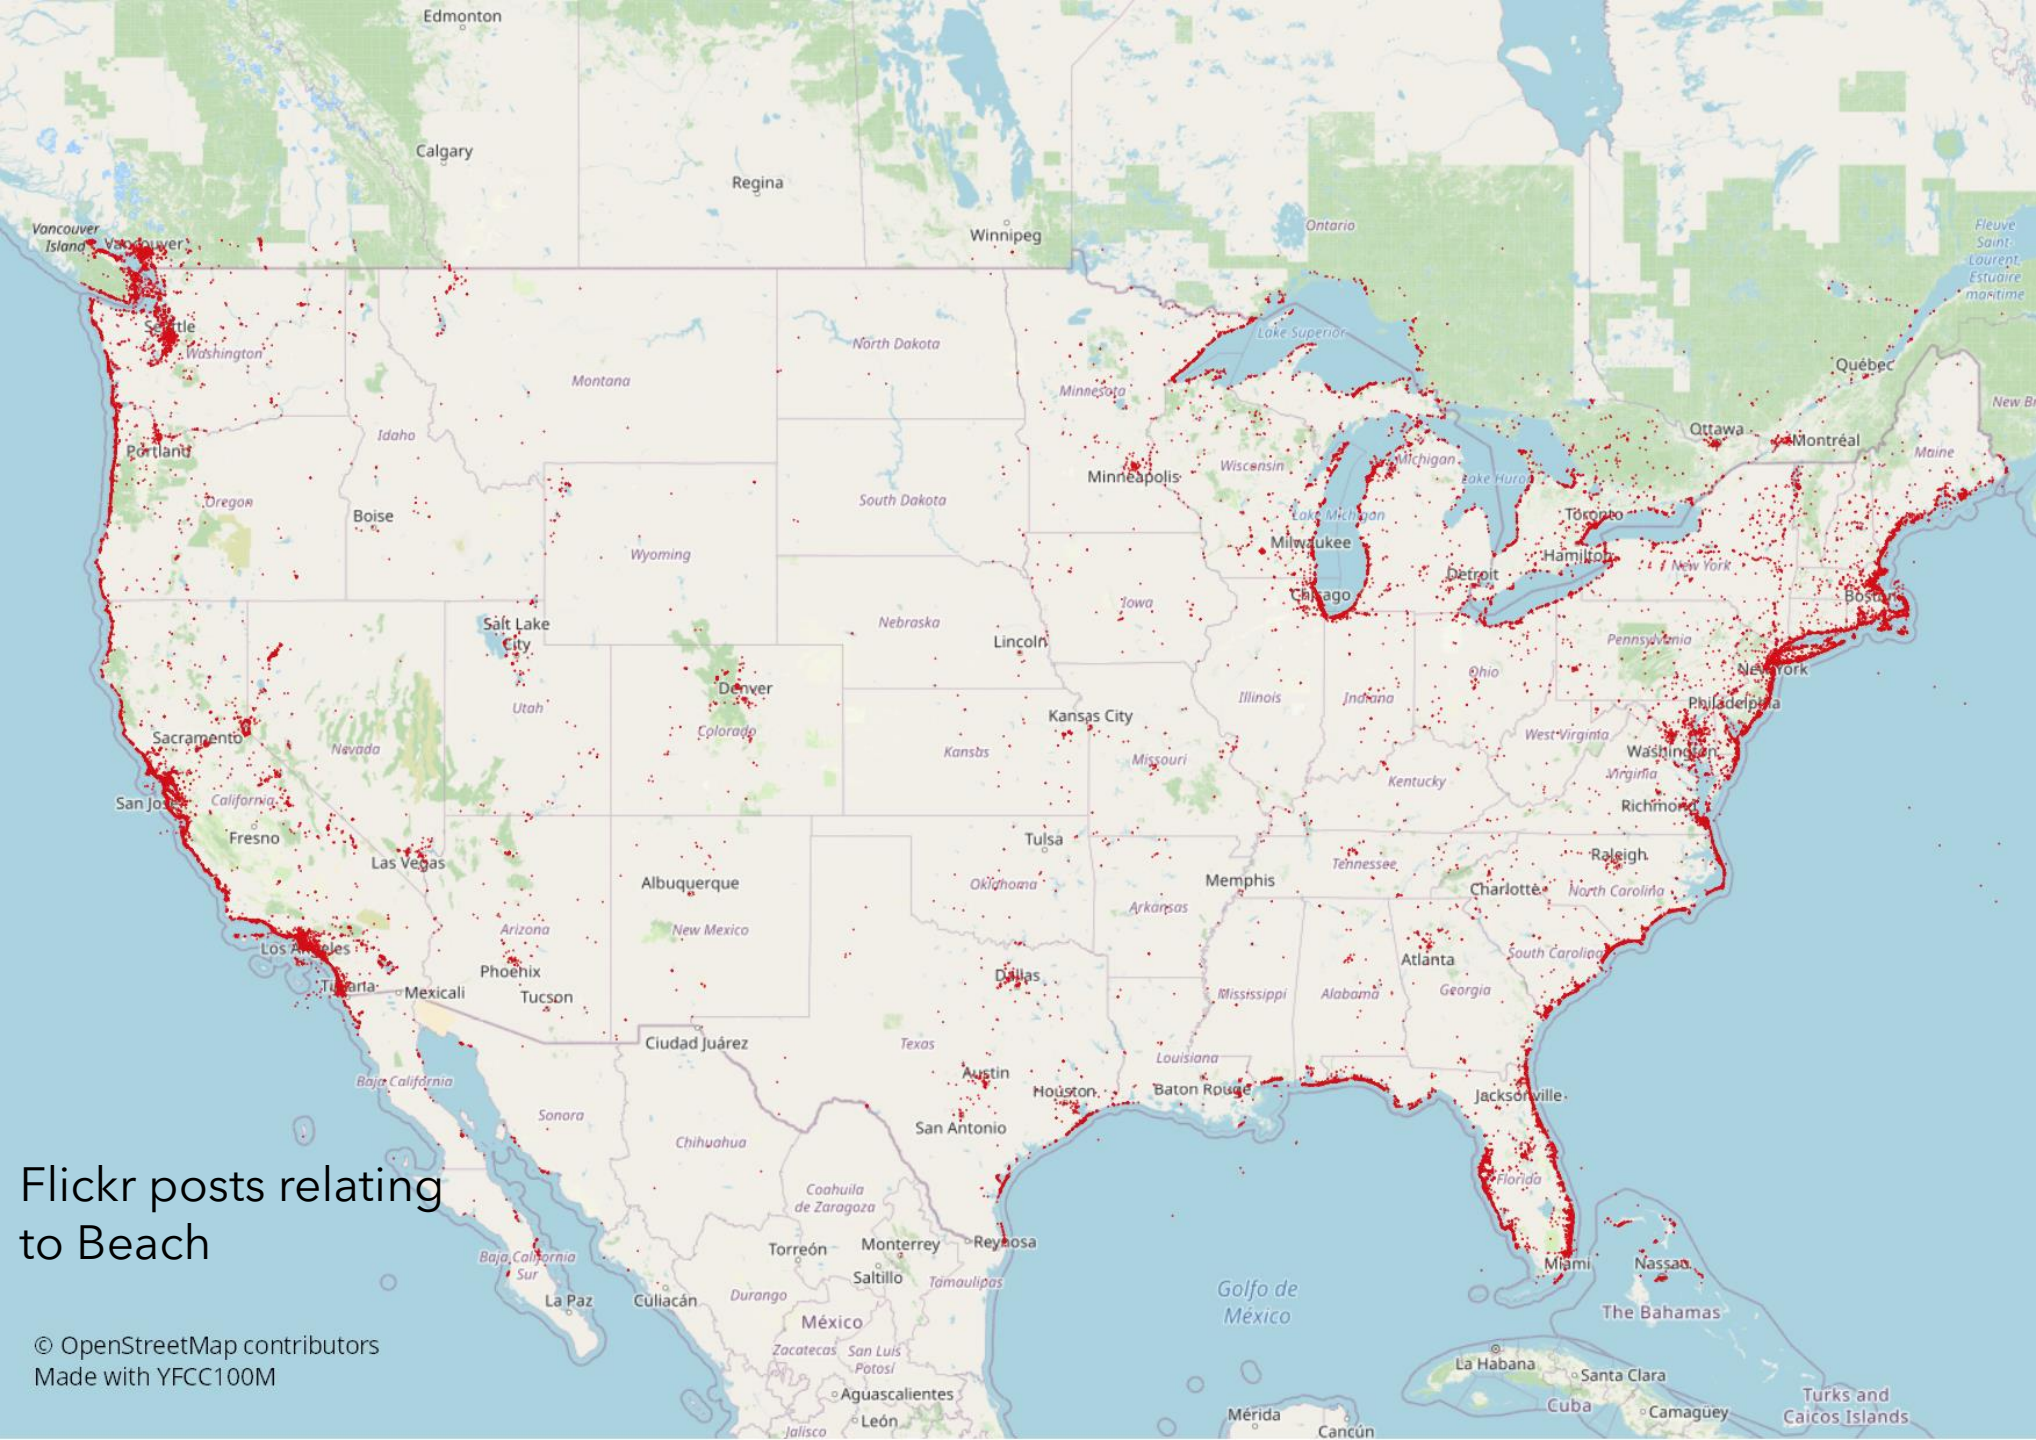 Edmonton
Calgary
Regina
Winnipeg
Ontario
Fleuve
Saint-
Laurent,
Estuaire
maritime
Vancouver
Island
Vancouver
Seattle
Washington
Montana
North Dakota
Minnesota
Lake Superior
Québec
New Br
Portland
Idaho
Oregon
Boise
Wyoming
South Dakota
Minneapolis
Wisconsin
Michigan
Lake Huron
Ottawa
Montréal
Maine
Lake Michigan
Milwaukee
Toronto
Hamilton
Detroit
New York
Boston
Chicago
Salt Lake
City
Nebraska
Iowa
Lincoln
Pennsylvania
New York
Philadelphia
Denver
Utah
Colorado
Kansas City
Kansas
Missouri
Illinois
Indiana
Ohio
West Virginia
Washington
Virginia
Richmond
Kentucky
Sacramento
Nevada
San Jose
California
Fresno
Las Vegas
Albuquerque
New Mexico
Arizona
Tulsa
Oklahoma
Memphis
Arkansas
Tennessee
Raleigh
Charlotte
North Carolina
Los Angeles
Tijuana
Mexicali
Phoenix
Tucson
Dallas
Mississippi
Alabama
Atlanta
Georgia
South Carolina
Ciudad Juárez
Texas
Louisiana
Baja California
Sonora
Chihuahua
Austin
Houston
San Antonio
Baton Rouge
Jacksonville
Florida
Flickr posts relating
to Beach
Coahuila
de Zaragoza
Torreón
Monterrey
Reynosa
Saltillo
Tamaulipas
Baja California
Sur
La Paz
Culiacán
Durango
México
Zacatecas
San Luis
Potosí
Golfo de
México
Miami
Nassau
The Bahamas
© OpenStreetMap contributors
Made with YFCC100M
Aguascalientes
León
Jalisco
La Habana
Santa Clara
Cuba
Camagüey
Mérida
Cancún
Turks and
Caicos Islands